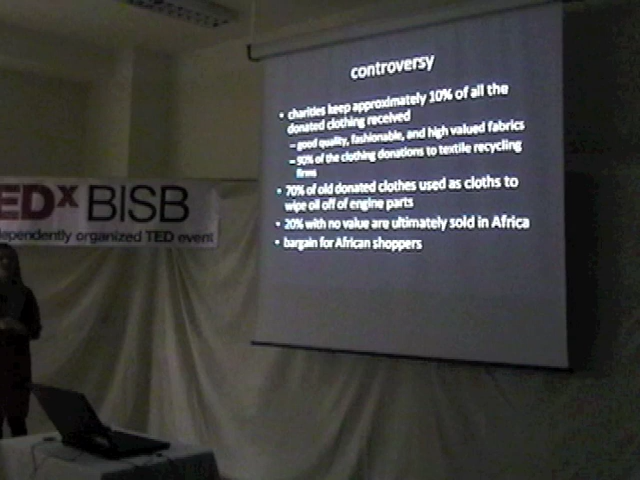 controversy
• charities keep approximately 10% of all the
donated clothing received
– good quality, fashionable, and high valued fabrics
– 90% of the clothing donations to textile recycling
firms
• 70% of old donated clothes used as cloths to
wipe oil off of engine parts
• 20% with no value are ultimately sold in Africa
• bargain for African shoppers
EDx BISB
ependently organized TED event